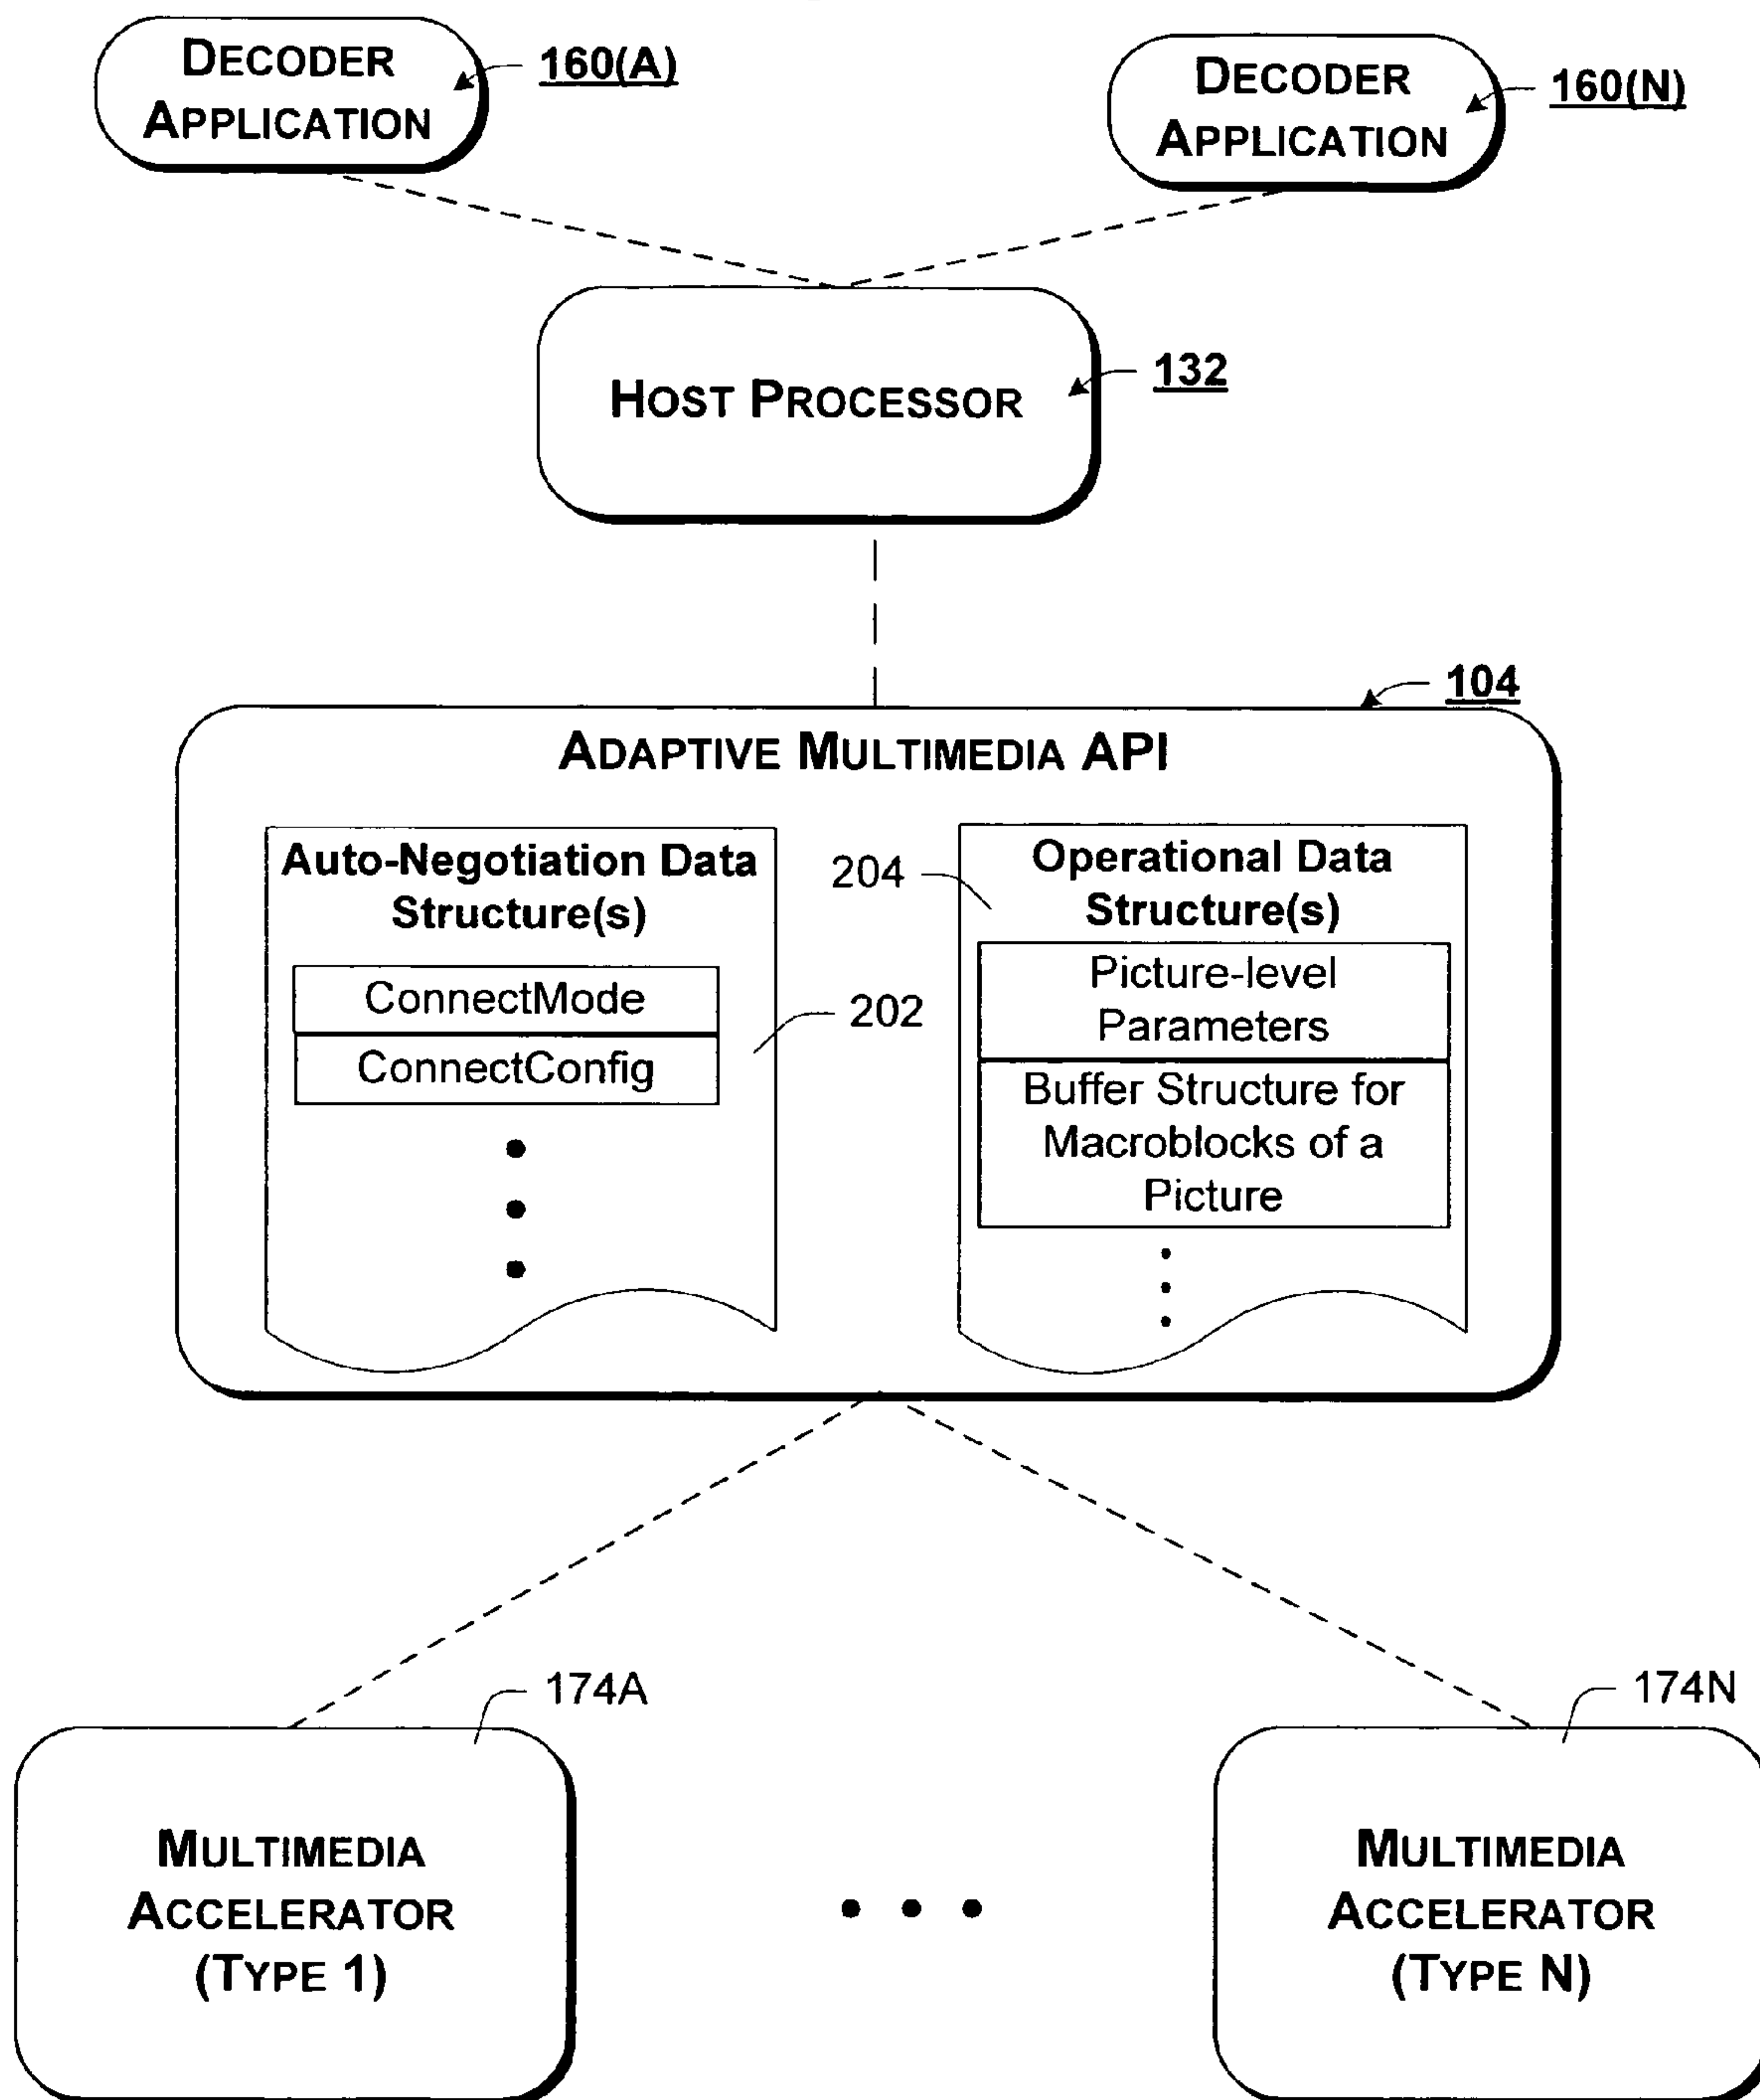 DECODER
APPLICATION
160(A)
DECODER
APPLICATION
160(N)
HOST PROCESSOR
132
104
ADAPTIVE MULTIMEDIA API
Auto-Negotiation Data
Structure(s)
ConnectMode
ConnectConfig
202
204
Operational Data
Structure(s)
Picture-level
Parameters
Buffer Structure for
Macroblocks of a
Picture
174A
MULTIMEDIA
ACCELERATOR
(TYPE 1)
174N
MULTIMEDIA
ACCELERATOR
(TYPE N)